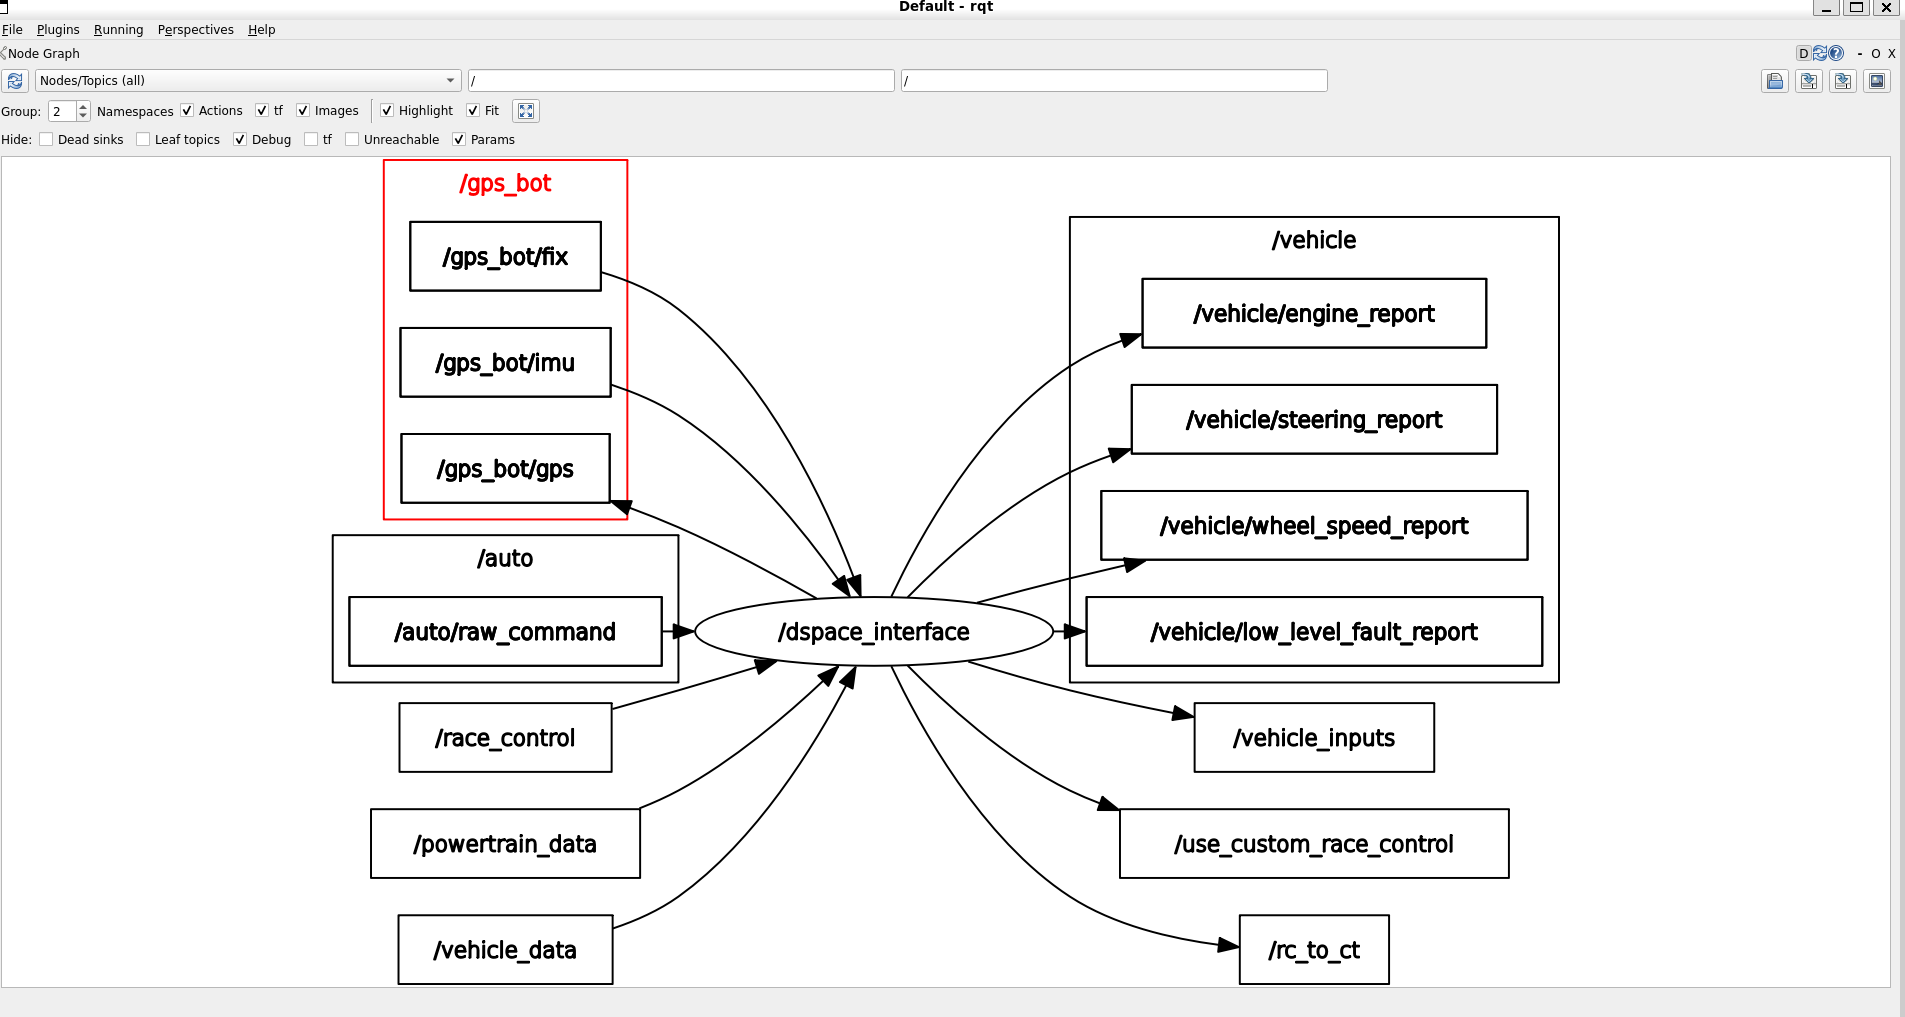 Default - rqt
File Plugins Running Perspectives Help
Node Graph
D
- O X
Nodes/Topics (all)
/
/
Group: 2 Namespaces Actions tf Images Highlight Fit
Hide: Dead sinks Leaf topics Debug tf Unreachable Params
/gps_bot
/gps_bot/fix
/gps_bot/imu
/gps_bot/gps
/auto
/auto/raw_command
/race_control
/powertrain_data
/vehicle_data
/dspace_interface
/vehicle
/vehicle/engine_report
/vehicle/steering_report
/vehicle/wheel_speed_report
/vehicle/low_level_fault_report
/vehicle_inputs
/use_custom_race_control
/rc_to_ct